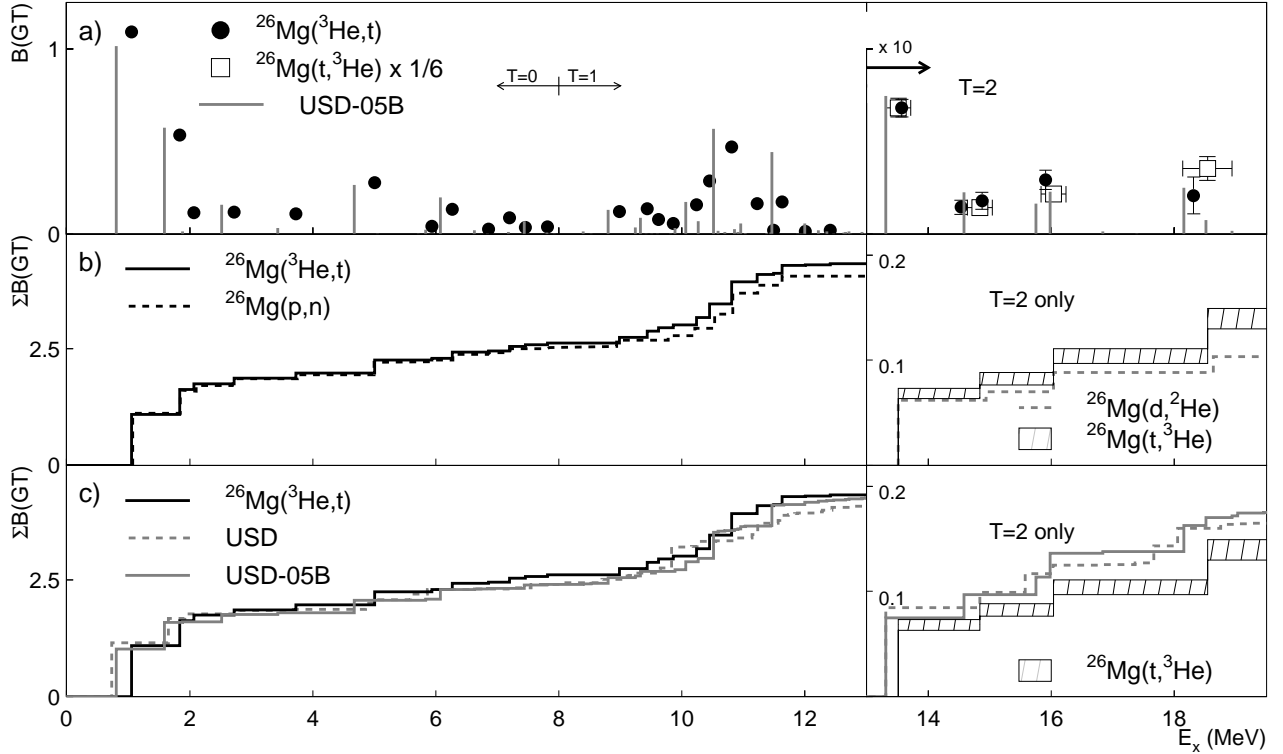 B(GT)
a)
1
0
²⁶Mg(³He,t)
²⁶Mg(t,³He) x 1/6
USD-05B
T=0
T=1
x 10
T=2
ΣB(GT)
b)
2.5
0
²⁶Mg(³He,t)
²⁶Mg(p,n)
0.2
0.1
T=2 only
²⁶Mg(d,²He)
²⁶Mg(t,³He)
ΣB(GT)
c)
2.5
0
²⁶Mg(³He,t)
USD
USD-05B
0.2
0.1
T=2 only
²⁶Mg(t,³He)
0 2 4 6 8 10 12 14 16 18
Eₓ (MeV)